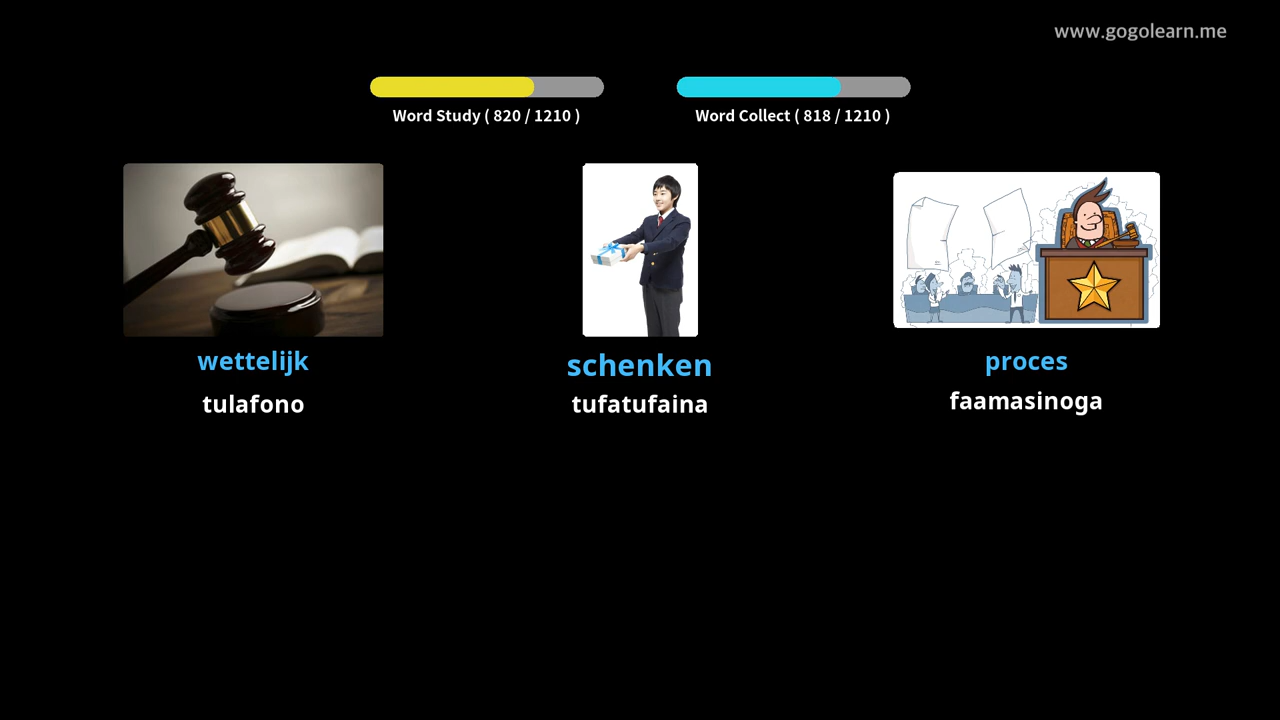 www.gogolearn.me
Word Study ( 820 / 1210 )
Word Collect ( 818 / 1210 )
wettelijk
tulafono
schenken
tufatufaina
proces
faamasinoga